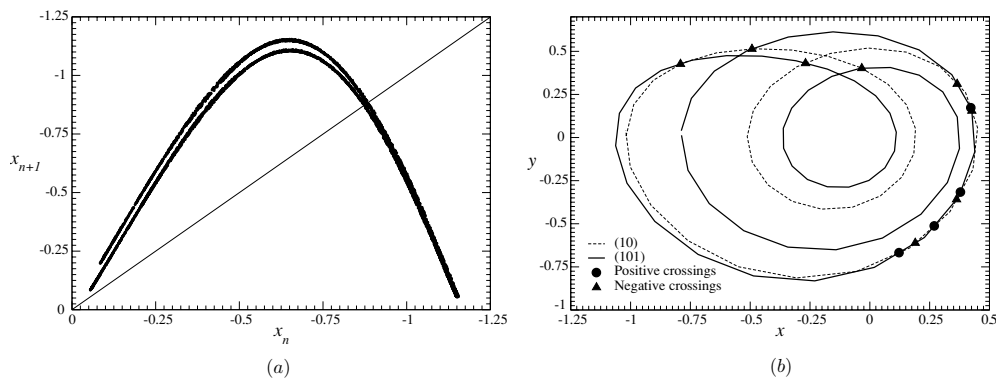 -1.25
-1
-0.75
x_{n+1}
-0.5
-0.25
0
0 -0.25 -0.5 -0.75 -1 -1.25
x_n
(a)
0.5
0.25
0
y
-0.25
-0.5
-0.75
-1
(10)
(101)
Positive crossings
Negative crossings
-1.25 -1 -0.75 -0.5 -0.25 0 0.25 0.5
x
(b)